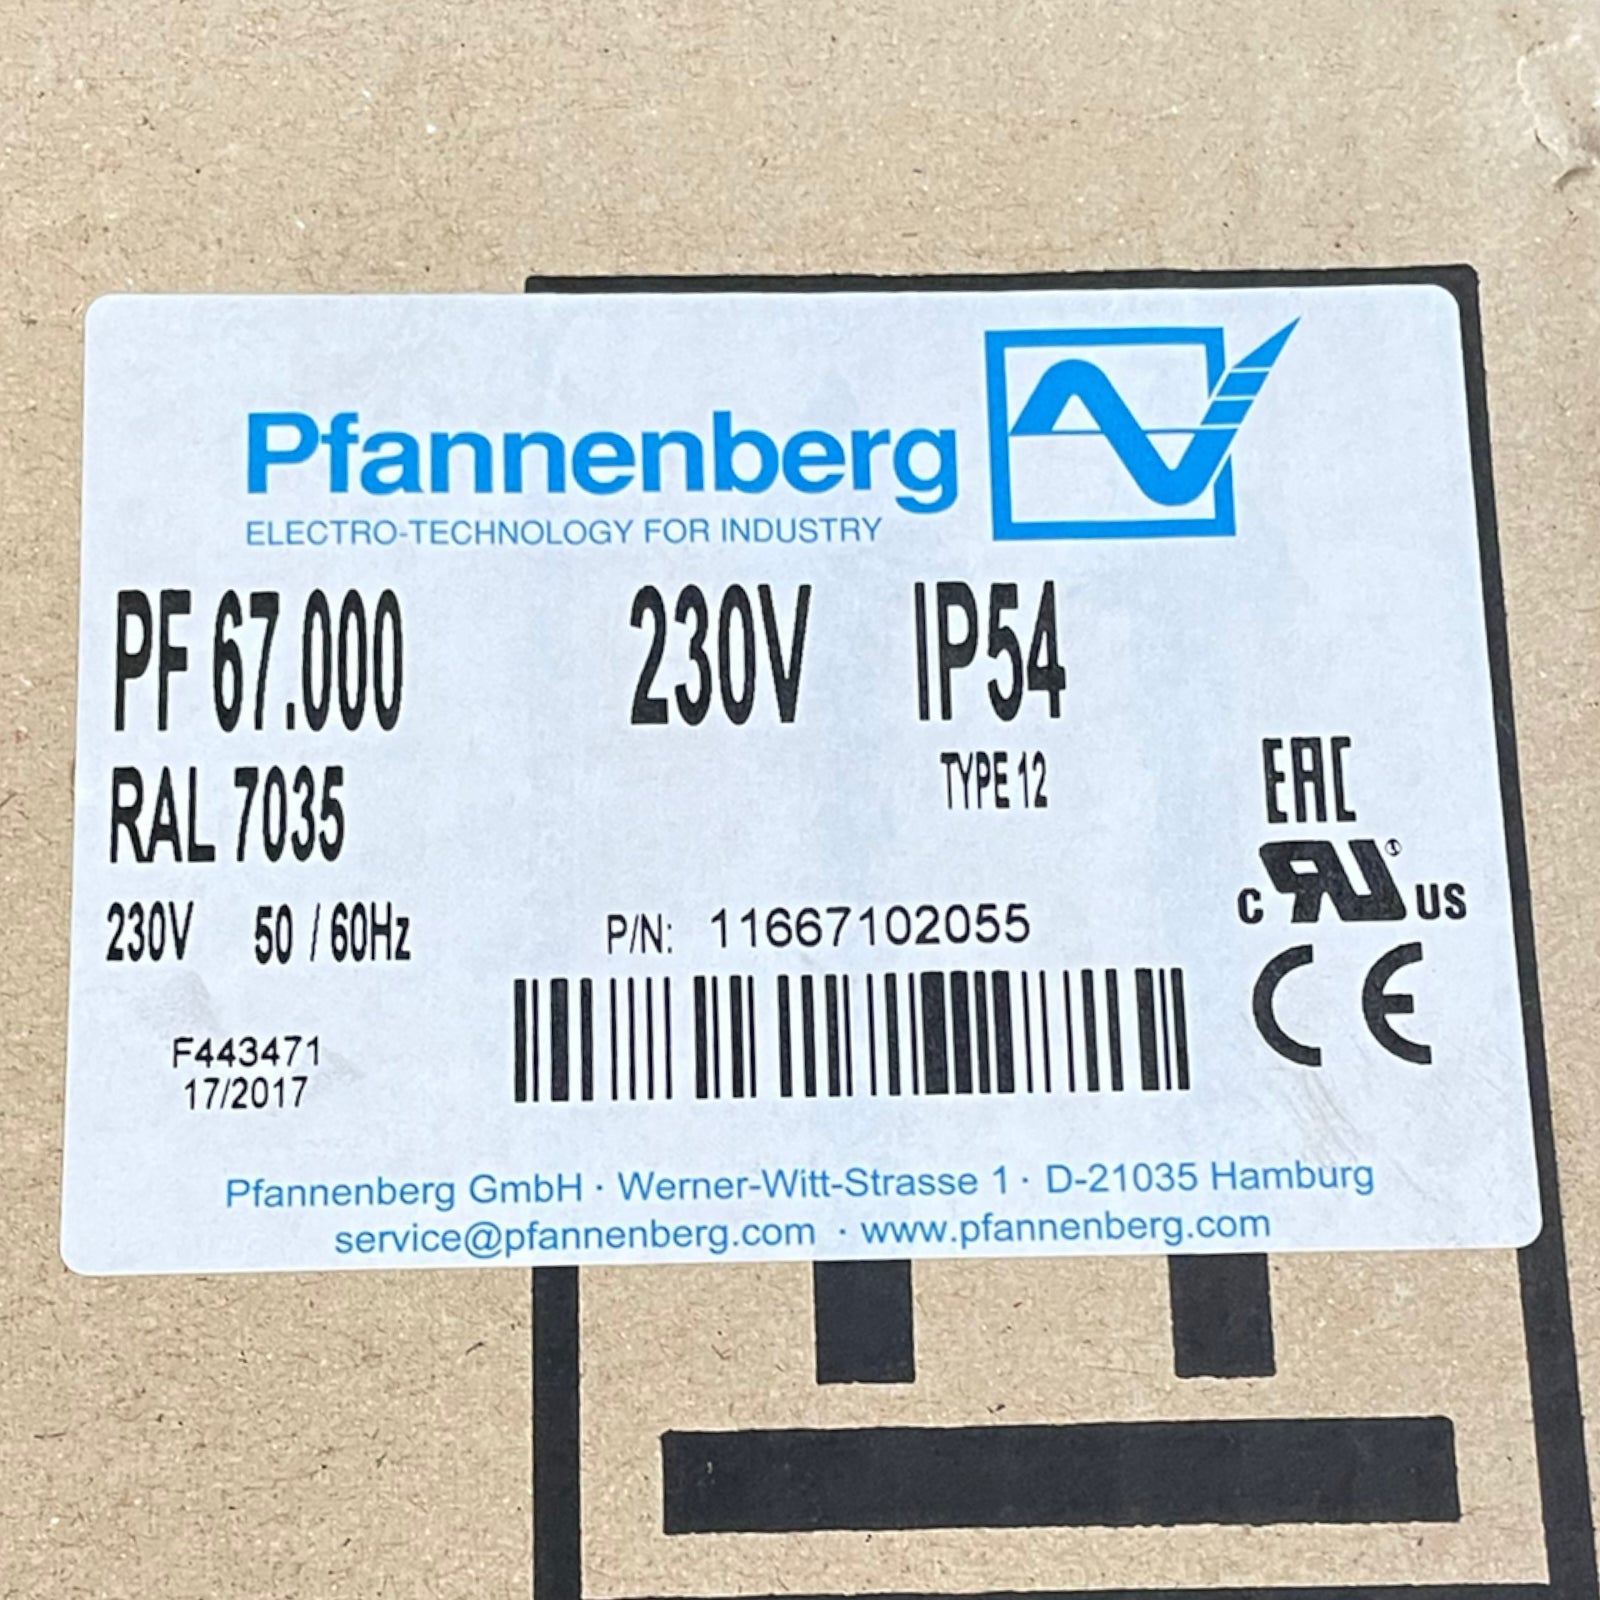 Pfannenberg
ELECTRO-TECHNOLOGY FOR INDUSTRY
PF 67.000 230V IP54
RAL 7035 TYPE 12
EAC
c RU ® US
230V 50 / 60Hz P/N: 11667102055
CE
F443471
17/2017
Pfannenberg GmbH · Werner-Witt-Strasse 1 · D-21035 Hamburg
service@pfannenberg.com · www.pfannenberg.com